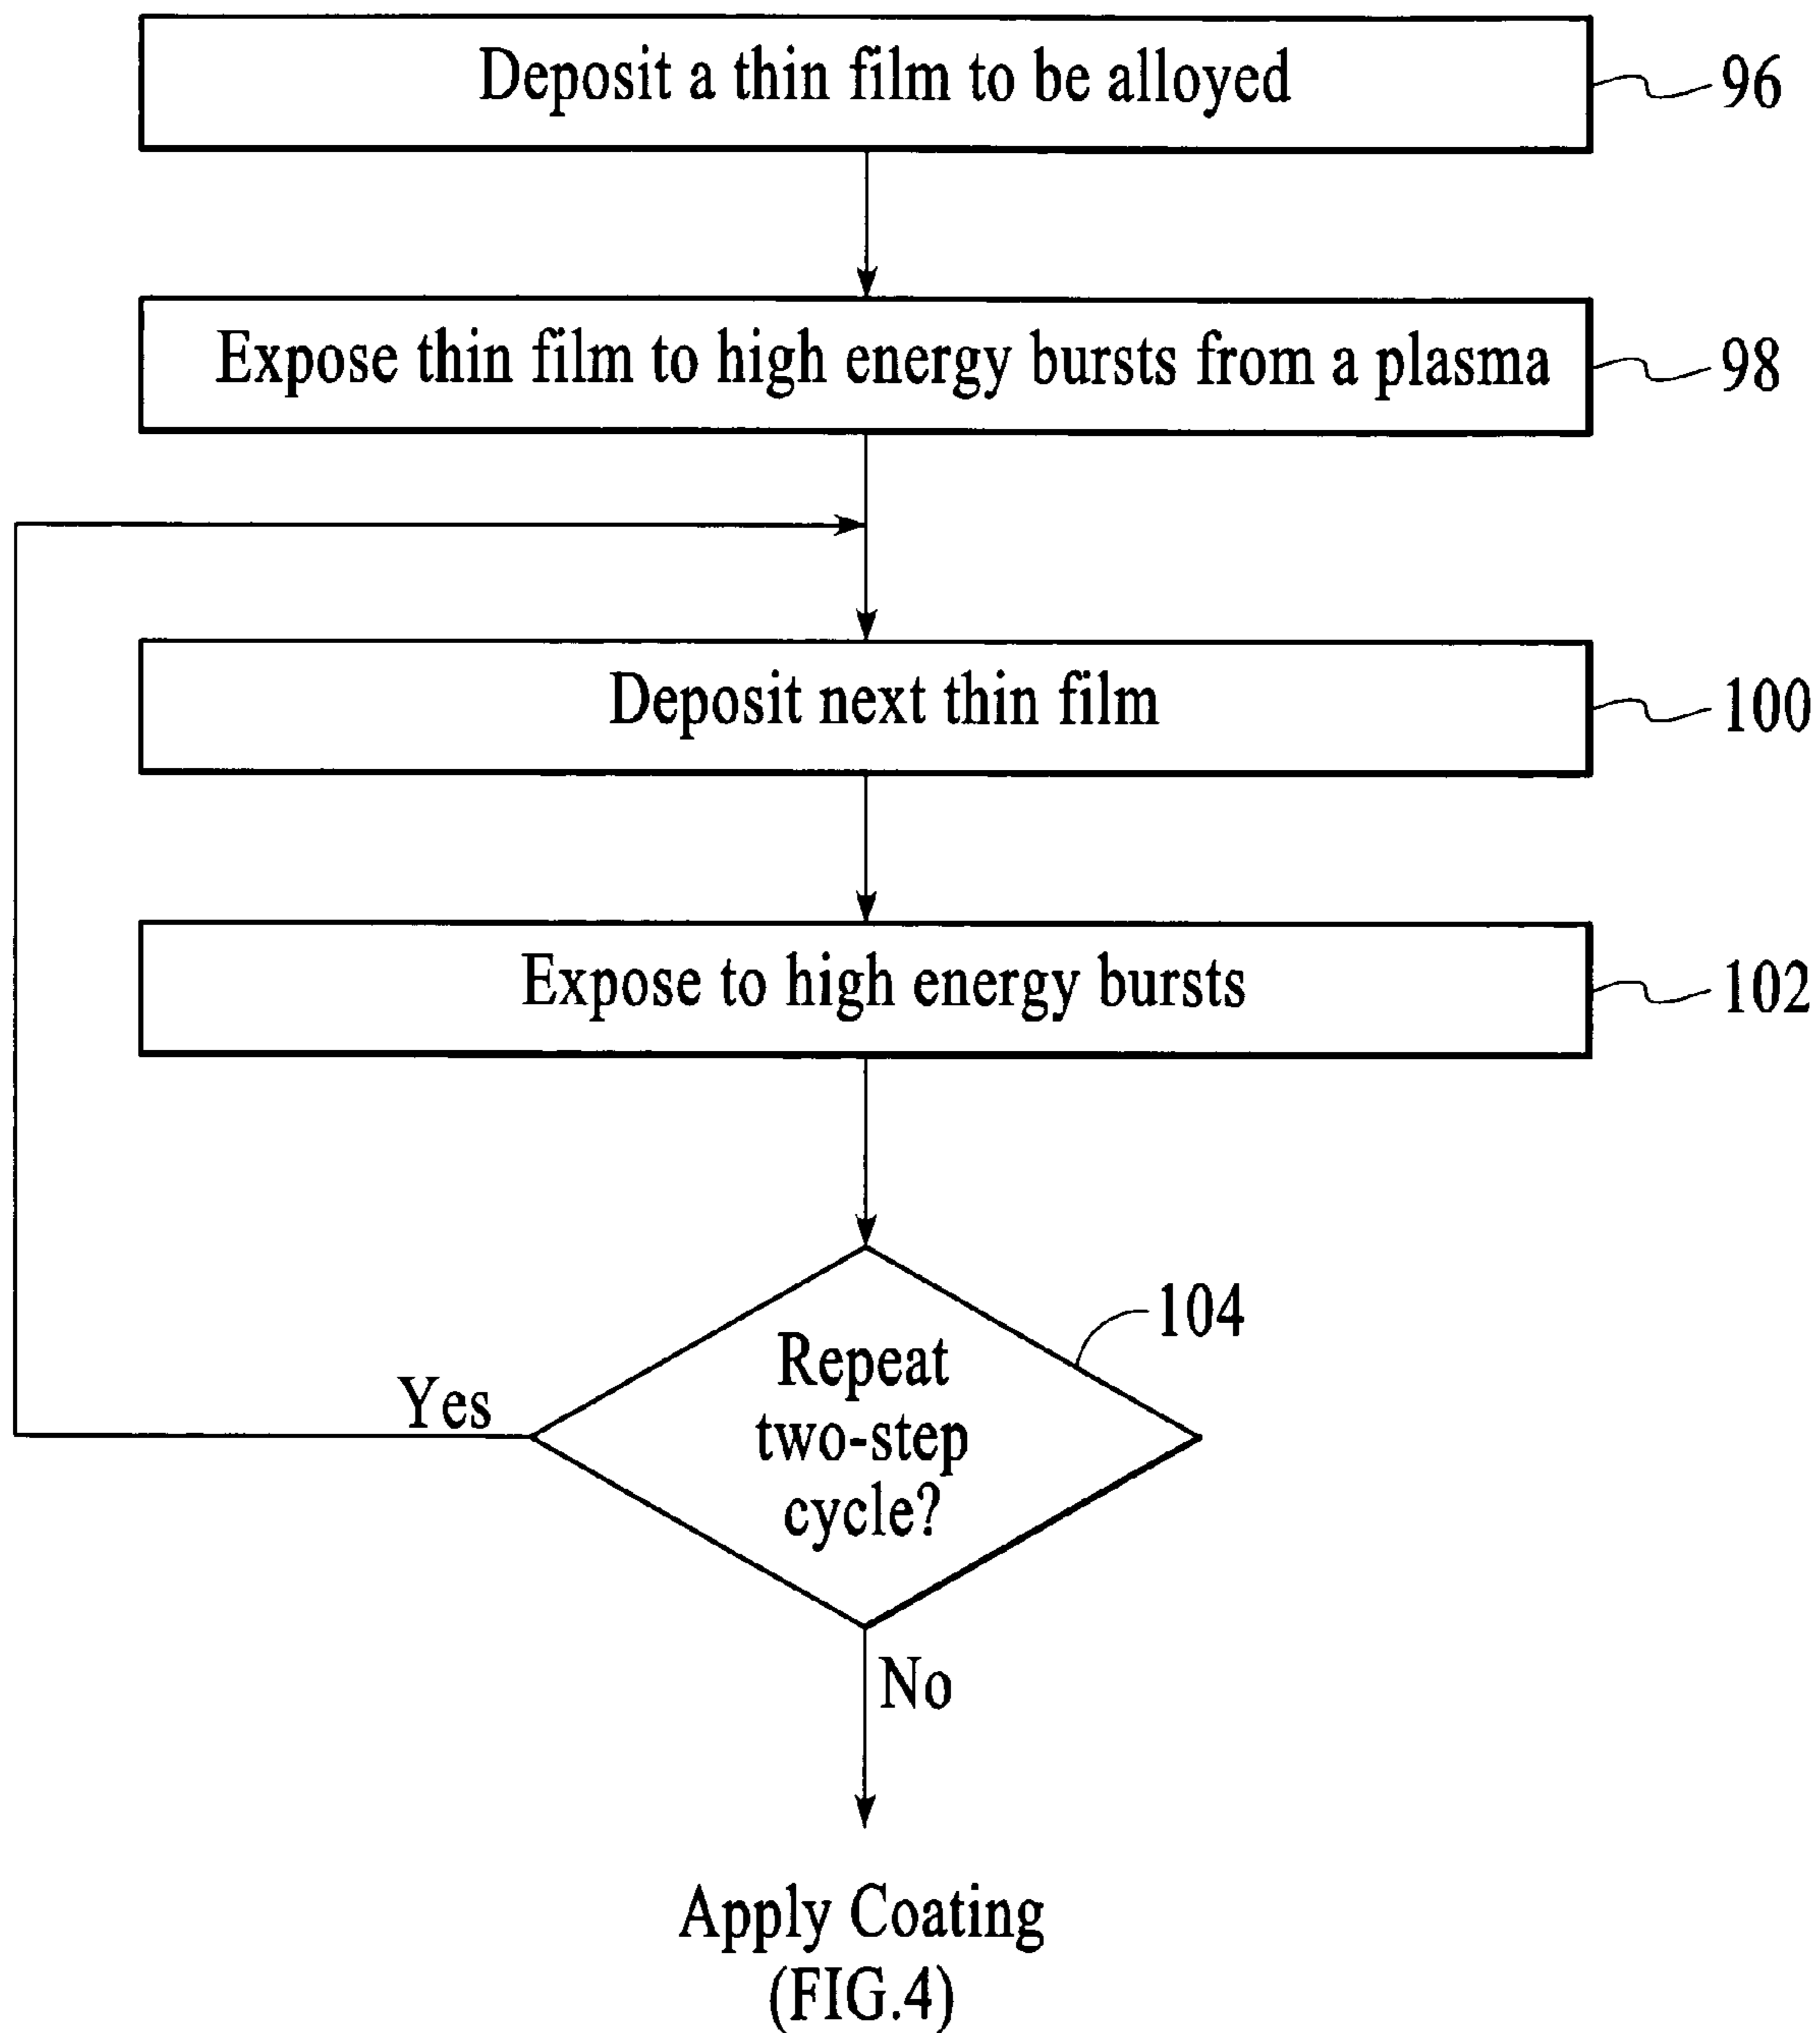 Deposit a thin film to be alloyed
96
Expose thin film to high energy bursts from a plasma
98
Deposit next thin film
100
Expose to high energy bursts
102
104
Repeat
two-step
cycle?
Yes
No
Apply Coating
(FIG.4)